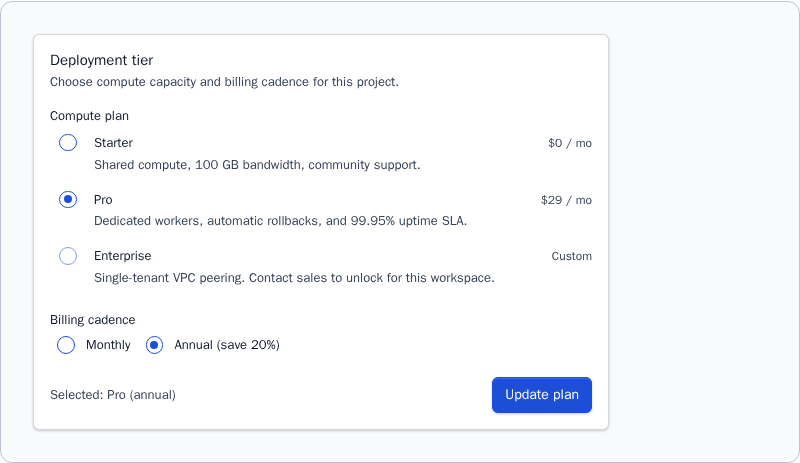 Deployment tier
Choose compute capacity and billing cadence for this project.
Compute plan
Starter $0 / mo
Shared compute, 100 GB bandwidth, community support.
Pro $29 / mo
Dedicated workers, automatic rollbacks, and 99.95% uptime SLA.
Enterprise Custom
Single-tenant VPC peering. Contact sales to unlock for this workspace.
Billing cadence
Monthly Annual (save 20%)
Selected: Pro (annual) Update plan